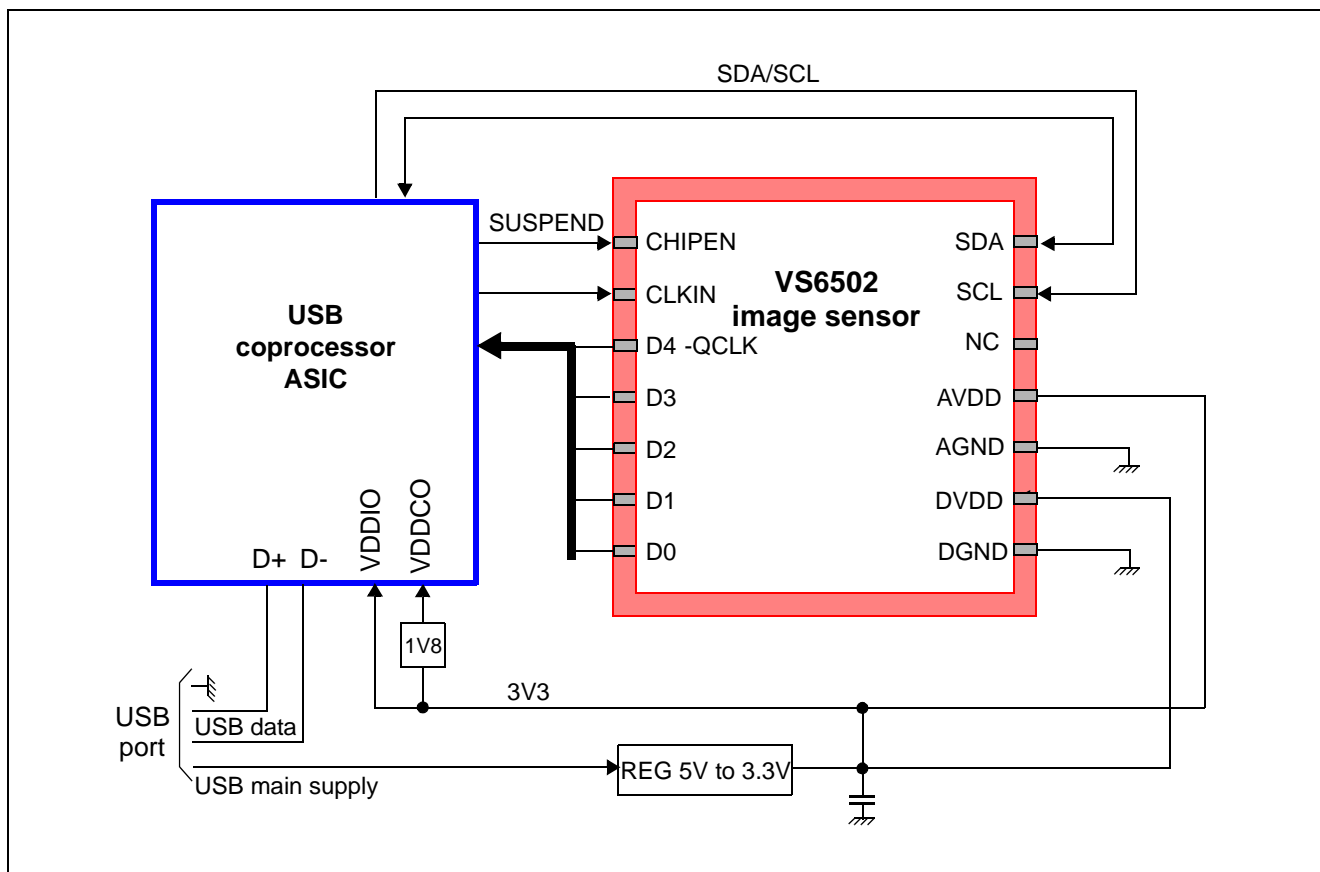 SDA/SCL
SUSPEND
USB
coprocessor
ASIC
D+ D-
VDDIO
VDDCO
CHIPEN
CLKIN
D4 -QCLK
D3
D2
D1
D0
VS6502
image sensor
SDA
SCL
NC
AVDD
AGND
DVDD
DGND
1V8
3V3
USB
port
USB data
USB main supply
REG 5V to 3.3V